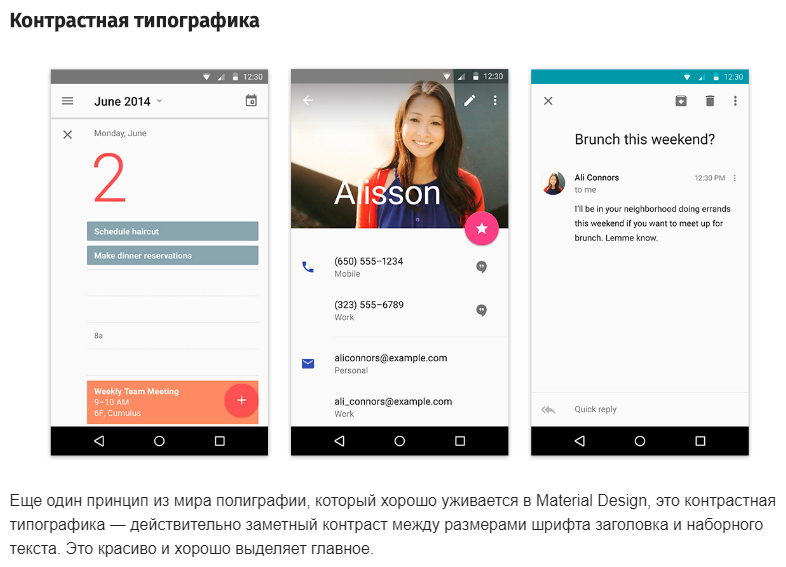 Контрастная типографика
12:30
June 2014
Monday, June
2
Schedule haircut
Make dinner reservations
8a
Weekly Team Meeting
9–10 AM
6F, Cumulus
12:30
Alisson
(650) 555–1234
Mobile
(323) 555–6789
Work
aliconnors@example.com
Personal
ali_connors@example.com
Work
12:30
Brunch this weekend?
Ali Connors
12:30 PM
to me
I'll be in your neighborhood doing errands
this weekend if you want to meet up for
brunch. Lemme know.
Quick reply
Еще один принцип из мира полиграфии, который хорошо уживается в Material Design, это контрастная
типографика — действительно заметный контраст между размерами шрифта заголовка и наборного
текста. Это красиво и хорошо выделяет главное.